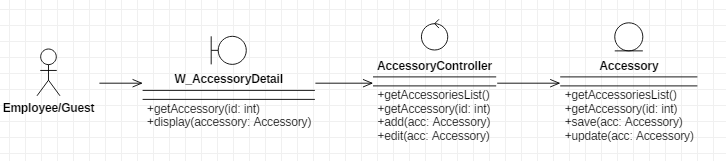 Employee/Guest
W_AccessoryDetail
+getAccessory(id: int)
+display(accessory: Accessory)
AccessoryController
+getAccessoriesList()
+getAccessory(id: int)
+add(acc: Accessory)
+edit(acc: Accessory)
Accessory
+getAccessoriesList()
+getAccessory(id: int)
+save(acc: Accessory)
+update(acc: Accessory)